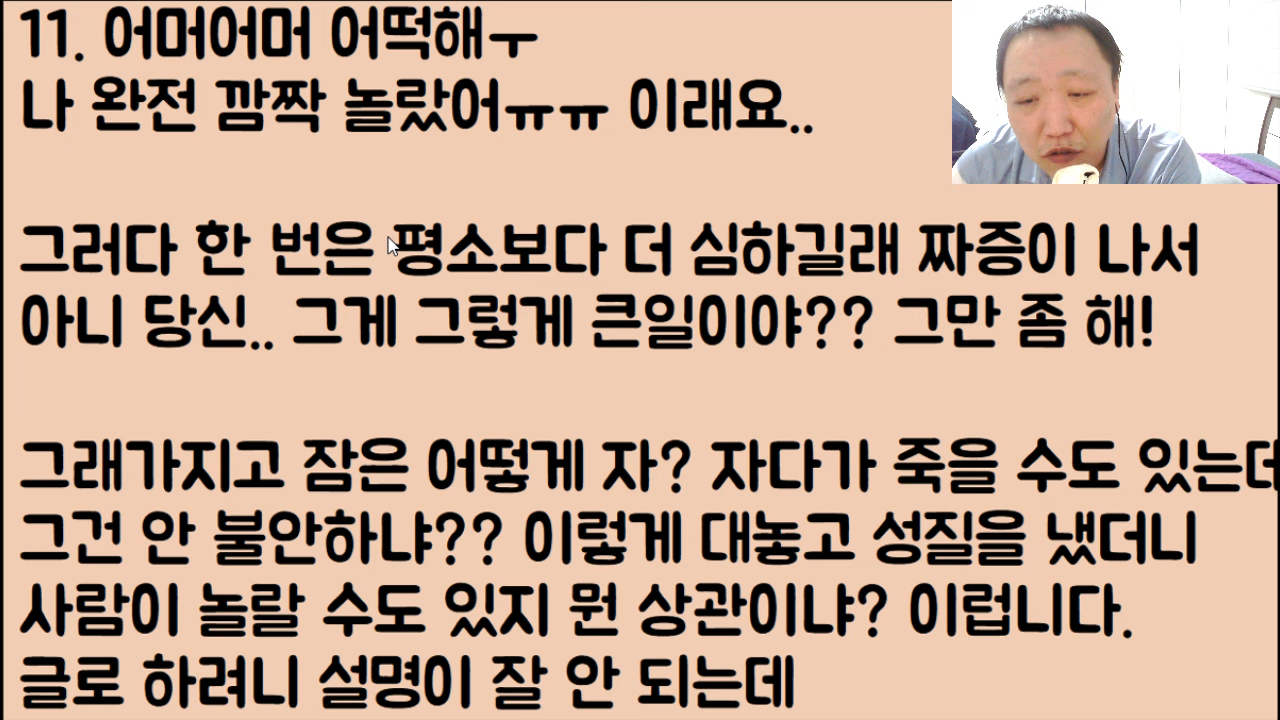 11. 어머어머 어떡해ㅜ
나 완전 깜짝 놀랐어ㅠㅠ 이래요..
그러다 한 번은 평소보다 더 심하길래 짜증이 나서
아니 당신.. 그게 그렇게 큰일이야?? 그만 좀 해!
그래가지고 잠은 어떻게 자? 자다가 죽을 수도 있는데
그건 안 불안하냐?? 이렇게 대놓고 성질을 냈더니
사람이 놀랄 수도 있지 뭔 상관이냐? 이럽니다.
글로 하려니 설명이 잘 안 되는데